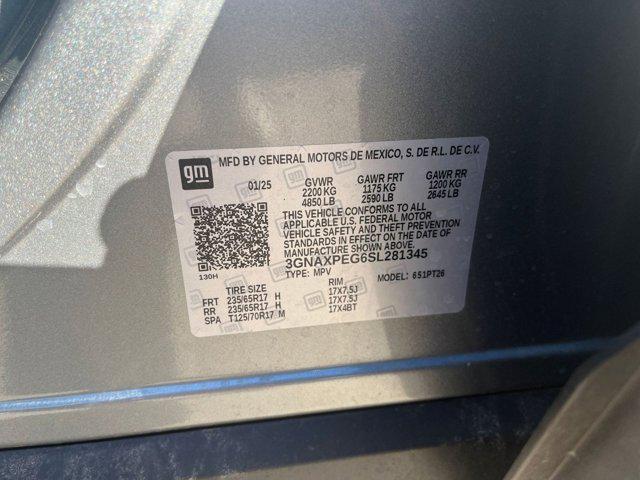 gm
MFD BY GENERAL MOTORS DE MEXICO, S. DE R.L. DE C.V.
01/25 GVWR GAWR FRT GAWR RR
2200 KG 1175 KG 1200 KG
4850 LB 2590 LB 2645 LB
THIS VEHICLE CONFORMS TO ALL
APPLICABLE U.S. FEDERAL MOTOR
VEHICLE SAFETY AND THEFT PREVENTION
STANDARDS IN EFFECT ON THE DATE OF
MANUFACTURE SHOWN ABOVE.
3GNAXPEG6SL281345
130H TYPE: MPV MODEL: 651PT26
TIRE SIZE RIM
FRT 235/65R17 H 17X7.5J
RR 235/65R17 H 17X7.5J
SPA T125/70R17 M 17X4BT